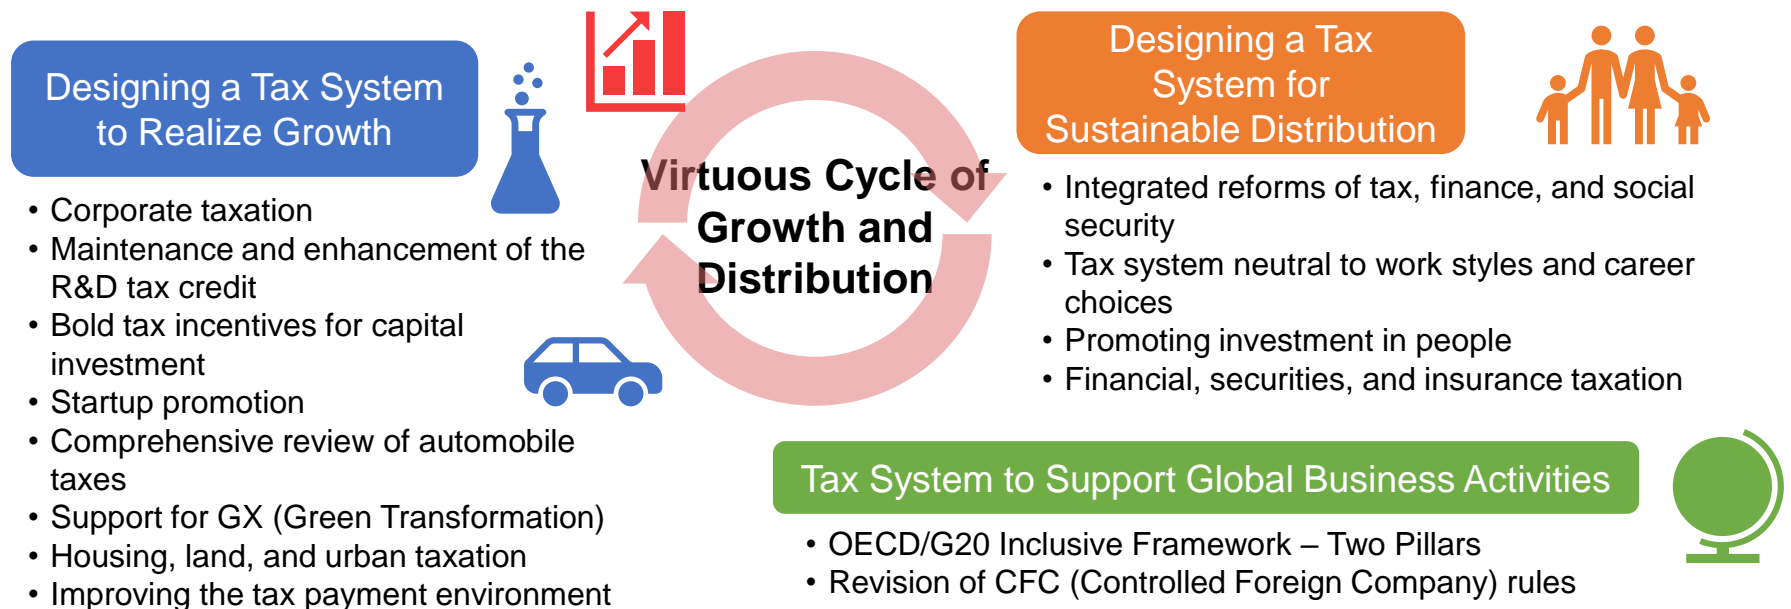 Designing a Tax System
to Realize Growth
• Corporate taxation
• Maintenance and enhancement of the
R&D tax credit
• Bold tax incentives for capital
investment
• Startup promotion
• Comprehensive review of automobile
taxes
• Support for GX (Green Transformation)
• Housing, land, and urban taxation
• Improving the tax payment environment
Virtuous Cycle of
Growth and
Distribution
Designing a Tax
System for
Sustainable Distribution
• Integrated reforms of tax, finance, and social
security
• Tax system neutral to work styles and career
choices
• Promoting investment in people
• Financial, securities, and insurance taxation
Tax System to Support Global Business Activities
• OECD/G20 Inclusive Framework – Two Pillars
• Revision of CFC (Controlled Foreign Company) rules